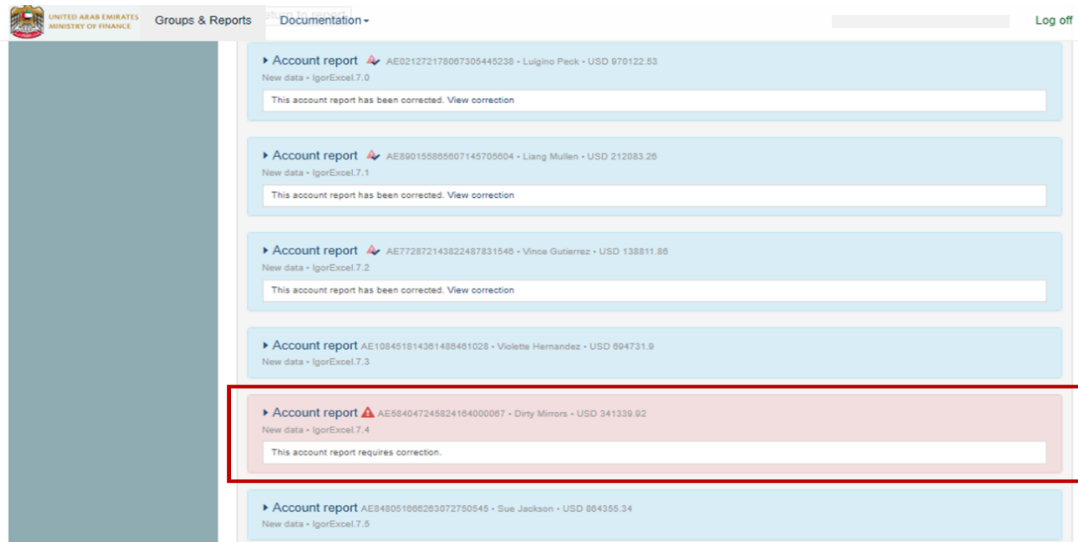 UNITED ARAB EMIRATES
MINISTRY OF FINANCE
Groups & Reports
Documentation
Log off
Account report AE021272178067305445238 - Luigino Peck - USD 970122.53
New data - IgorExcel.7.0
This account report has been corrected. View correction
Account report AE890155865607145705604 - Liang Mullen - USD 212083.26
New data - IgorExcel.7.1
This account report has been corrected. View correction
Account report AE772872143822487831546 - Vince Gutierrez - USD 138811.86
New data - IgorExcel.7.2
This account report has been corrected. View correction
Account report AE108451814361486461028 - Violette Hernandez - USD 694731.9
New data - IgorExcel.7.3
Account report AE584047245824164000067 - Dirty Mirrors - USD 341339.92
New data - IgorExcel.7.4
This account report requires correction.
Account report AE848051666263072750545 - Sue Jackson - USD 864355.34
New data - IgorExcel.7.5